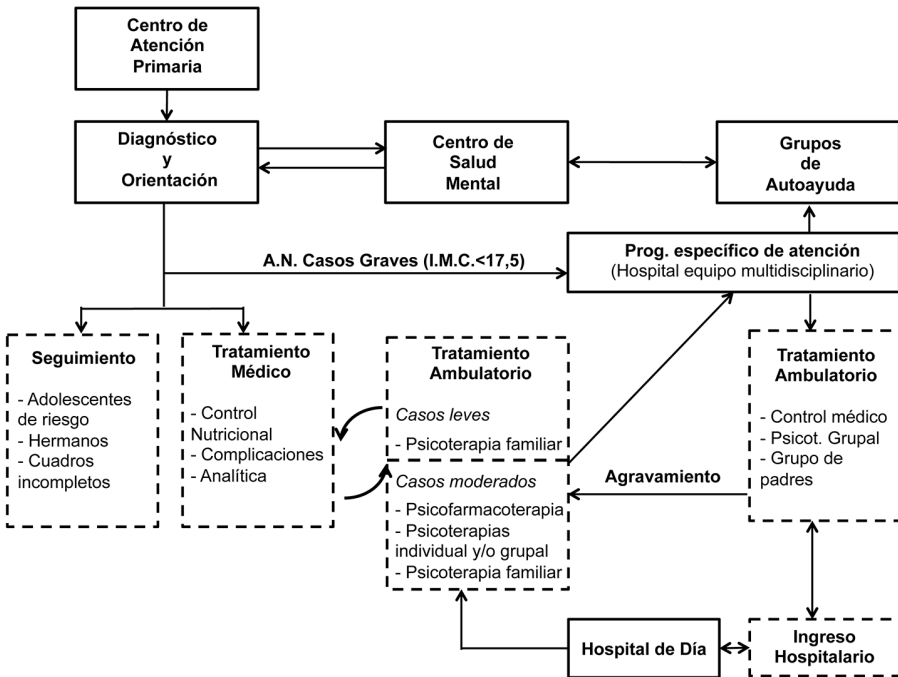 Centro de
Atención
Primaria
Diagnóstico
y
Orientación
Centro de
Salud
Mental
Grupos
de
Autoayuda
A.N. Casos Graves (I.M.C.<17,5)
Prog. específico de atención
(Hospital equipo multidisciplinario)
Seguimiento
- Adolescentes
de riesgo
- Hermanos
- Cuadros
incompletos
Tratamiento
Médico
- Control
Nutricional
- Complicaciones
- Analítica
Tratamiento
Ambulatorio
Casos leves
- Psicoterapia familiar
Casos moderados
- Psicofarmacoterapia
- Psicoterapias
individual y/o grupal
- Psicoterapia familiar
Agravamiento
Tratamiento
Ambulatorio
- Control médico
- Psicot. Grupal
- Grupo de
padres
Hospital de Día
Ingreso
Hospitalario